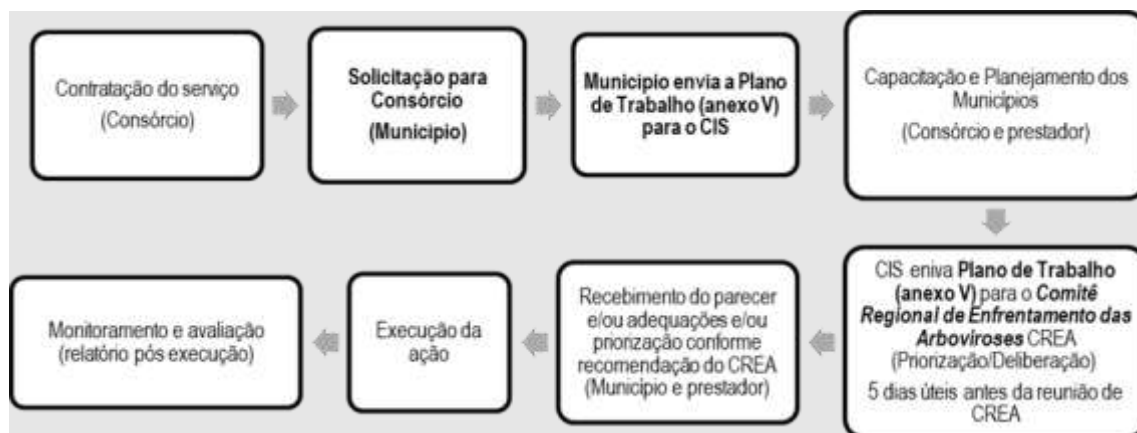 Contratação do serviço
(Consórcio)
Solicitação para
Consórcio
(Município)
Município envia a Plano
de Trabalho (anexo V)
para o CIS
Capacitação e Planejamento dos
Municípios
(Consórcio e prestador)
CIS eniva Plano de Trabalho
(anexo V) para o Comitê
Regional de Enfrentamento das
Arboviroses CREA
(Priorização/Deliberação)
5 dias úteis antes da reunião de
CREA
Recebimento do parecer
e/ou adequações e/ou
priorização conforme
recomendação do CREA
(Município e prestador)
Execução da
ação
Monitoramento e avaliação
(relatório pós execução)